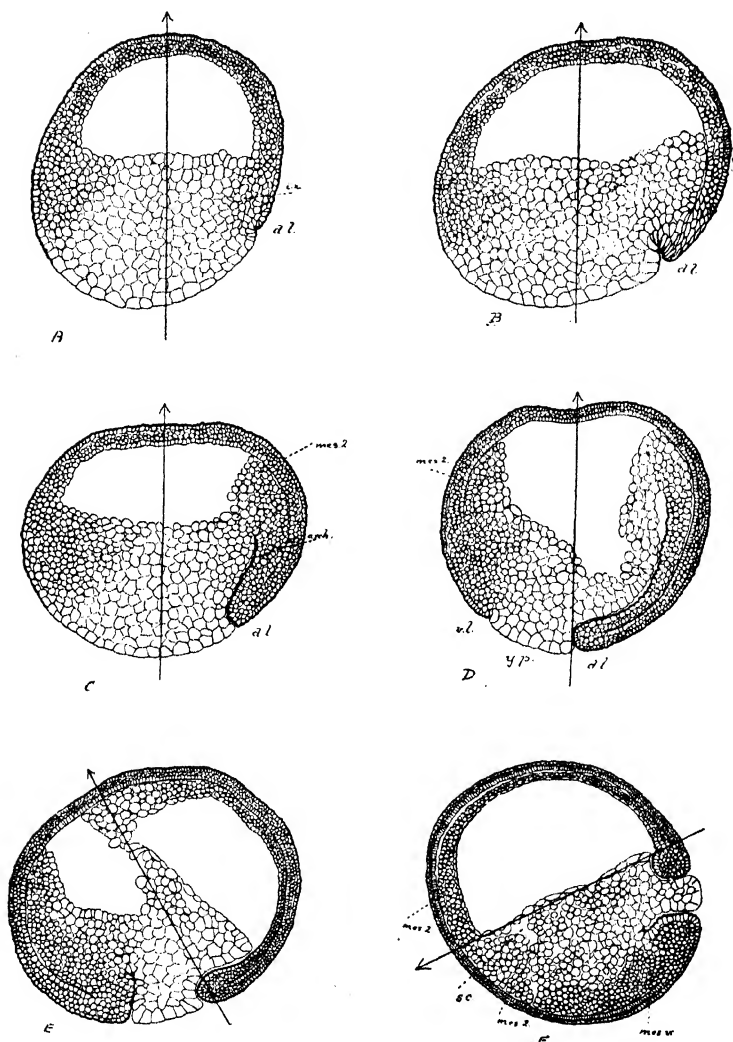 d l.
A
d l.
B
mes 2
arch.
d l
C
mes 2.
v. l.
y p.
d l
D
E
mes 2
s c.
mes 2.
mes v.
F